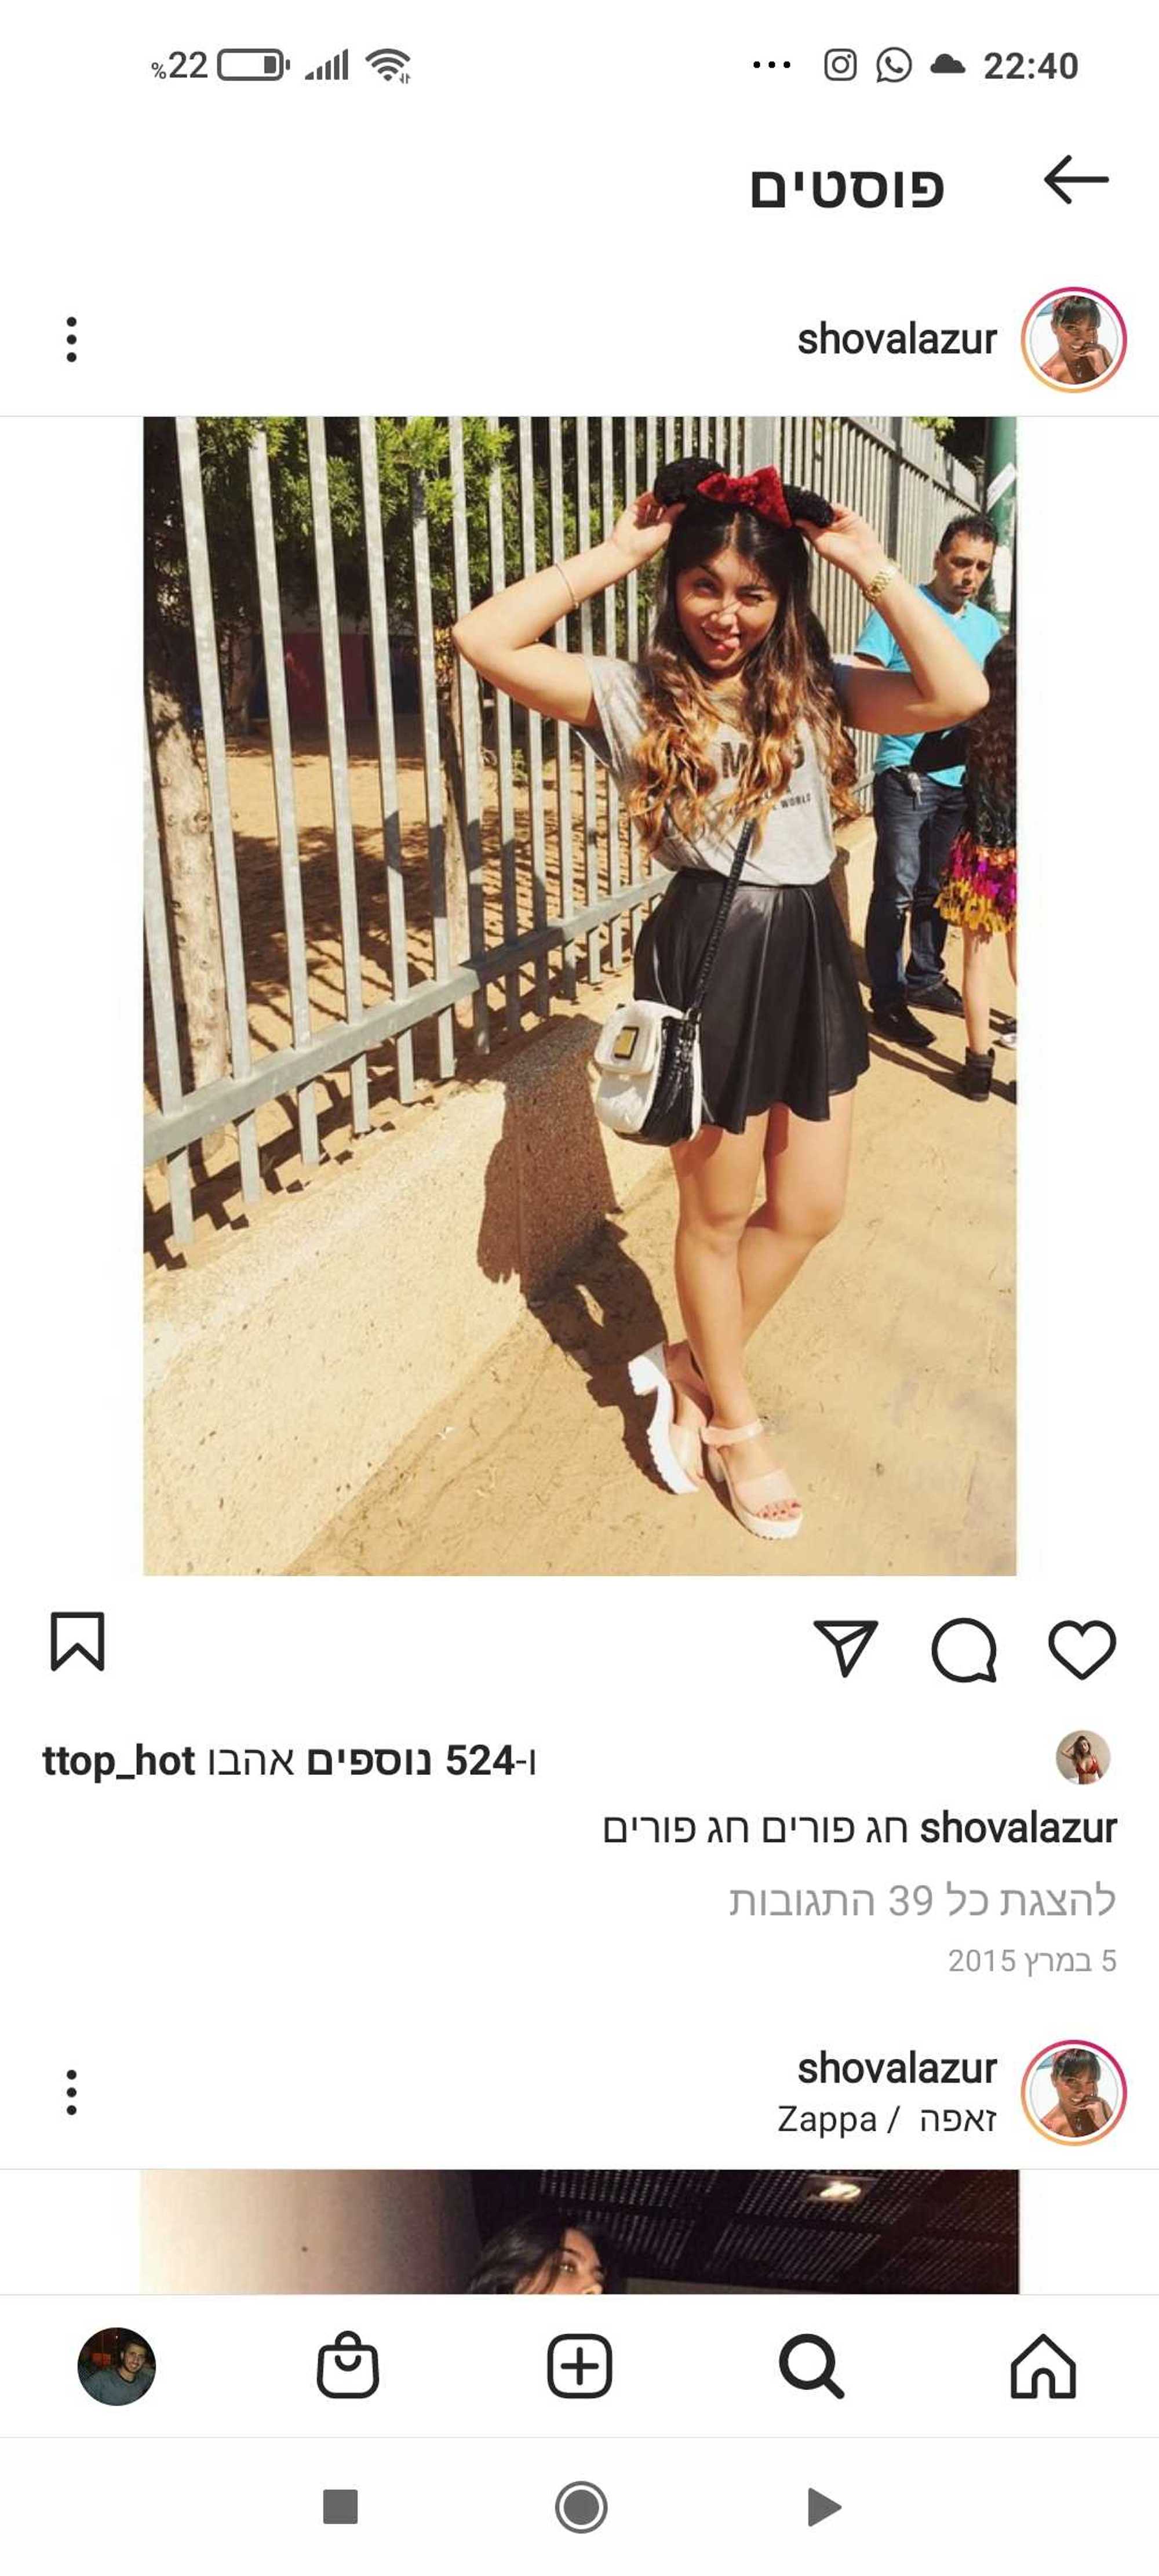 22:40
%22
פוסטים
shovalazur
WORLD
ttop_hot אהבו נוספים 524-ו
shovalazur חג פורים חג פורים
להצגת כל 39 התגובות
5 במרץ 2015
shovalazur
זאפה / Zappa